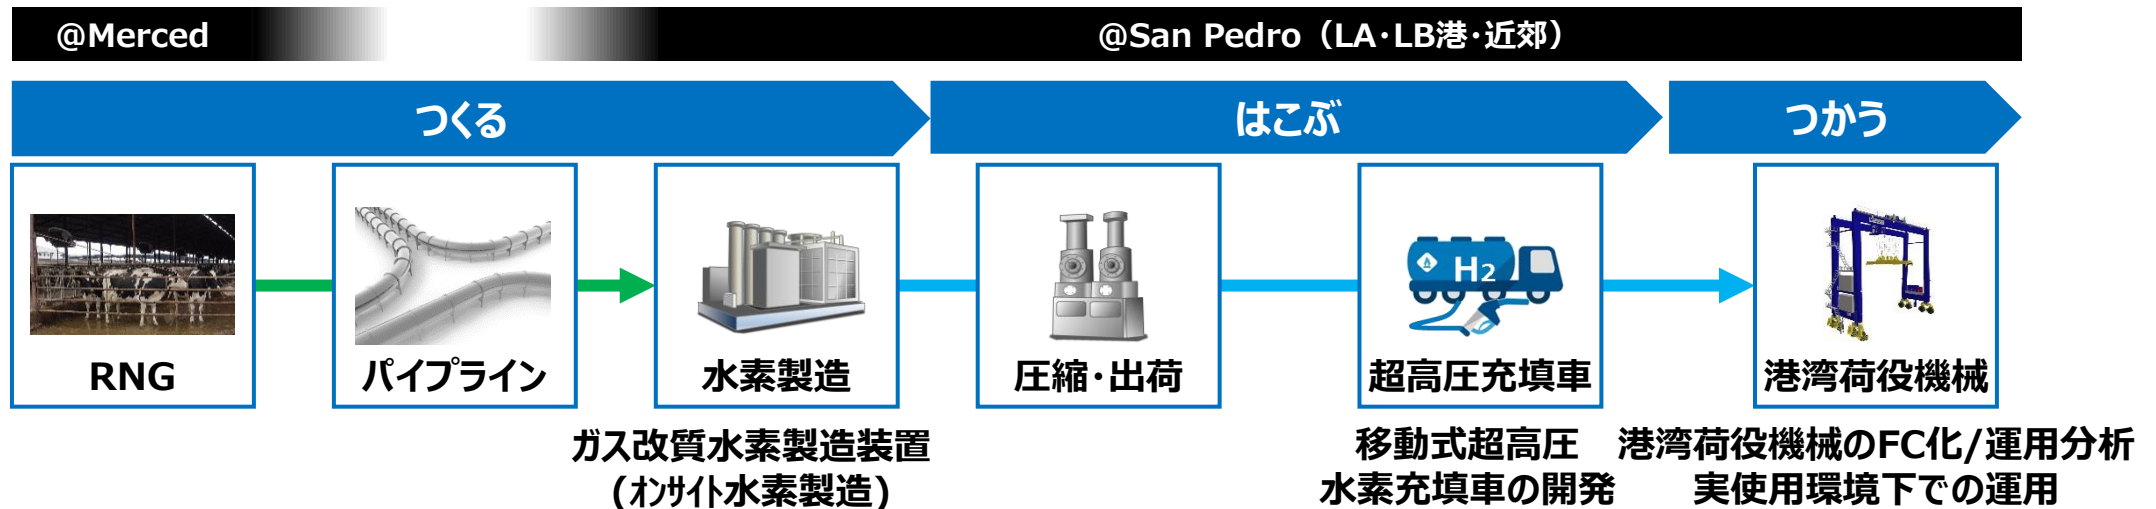 @Merced
@San Pedro（LA・LB港・近郊）
つくる
はこぶ
つかう
RNG
パイプライン
水素製造
圧縮・出荷
H2
超高圧充填車
港湾荷役機械
ガス改質水素製造装置
(オンサイト水素製造)
移動式超高圧
水素充填車の開発
港湾荷役機械のFC化/運用分析
実使用環境下での運用